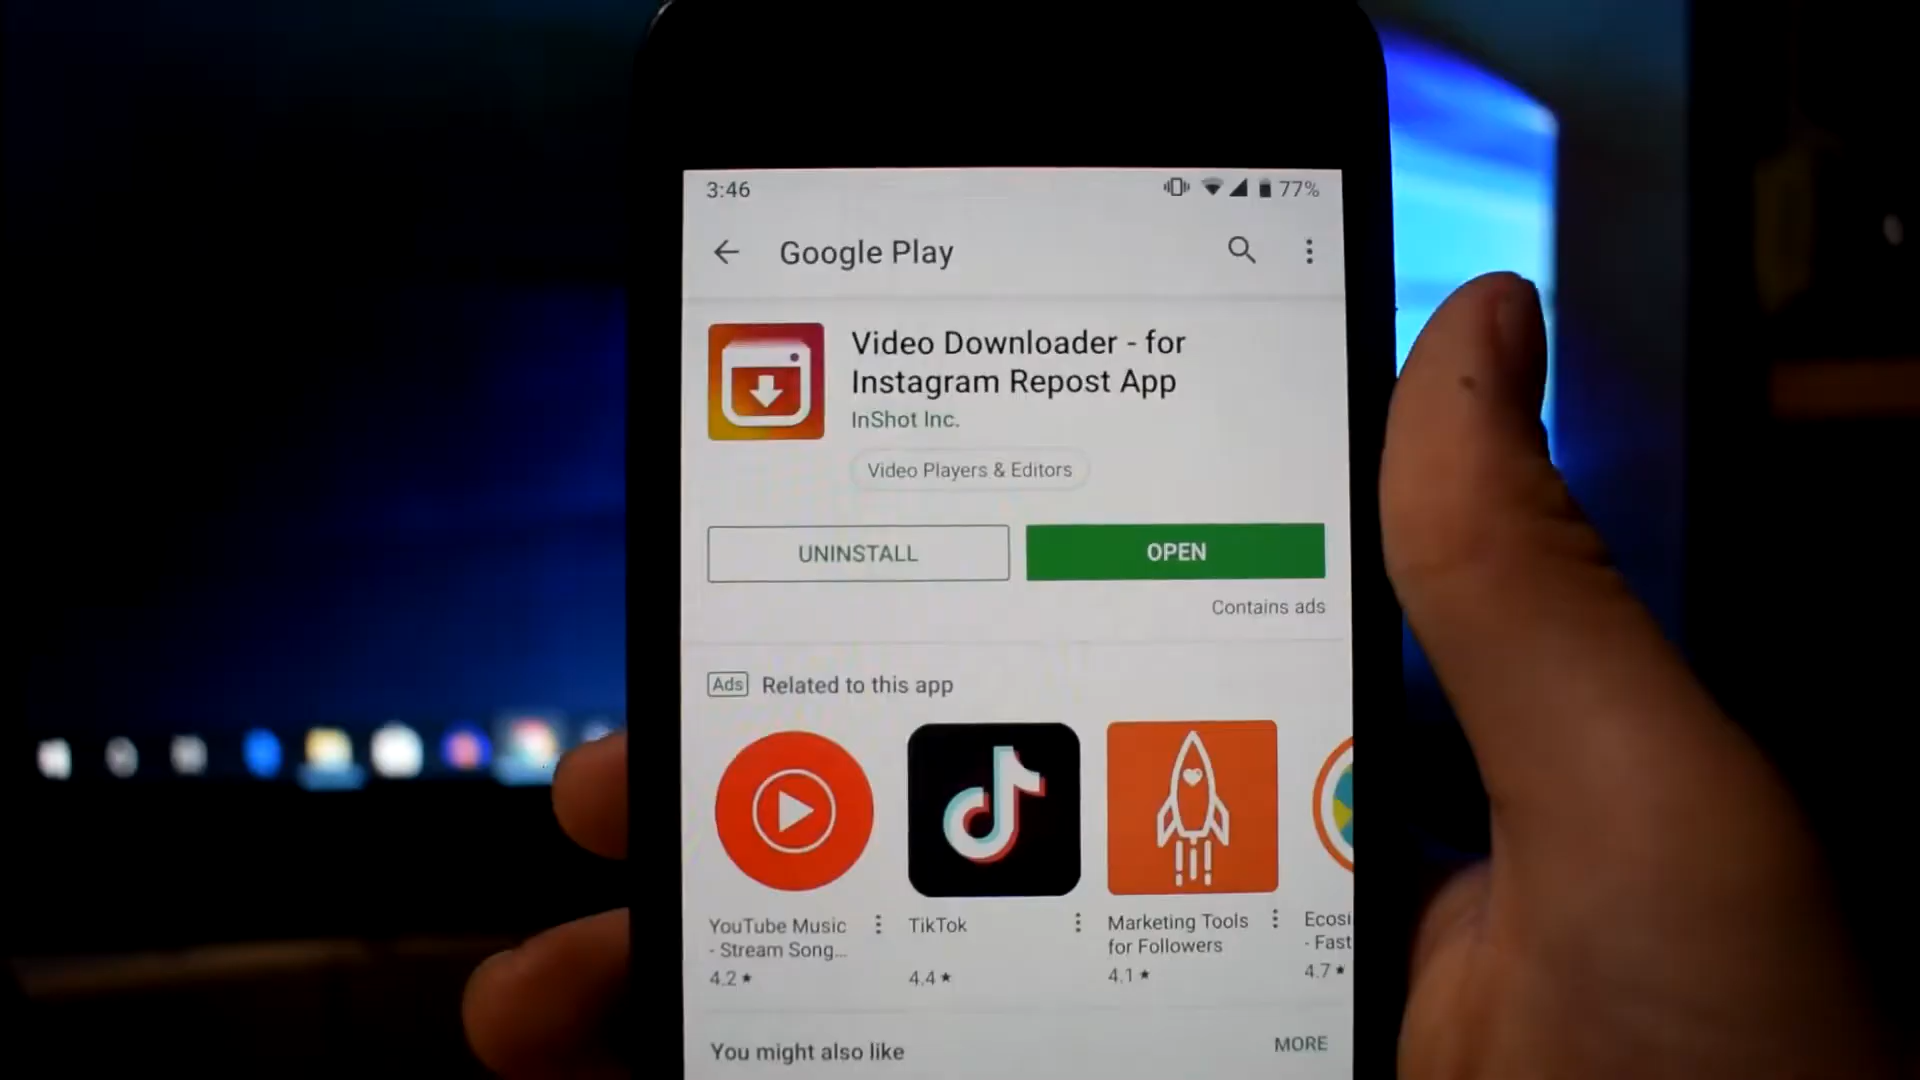 3:46
77%
Google Play
Video Downloader - for
Instagram Repost App
InShot Inc.
Video Players & Editors
UNINSTALL
OPEN
Contains ads
Ads Related to this app
YouTube Music
- Stream Song...
4.2 ★
TikTok
4.4 ★
Marketing Tools
for Followers
4.1 ★
Ecosi
- Fast
4.7 ★
You might also like
MORE